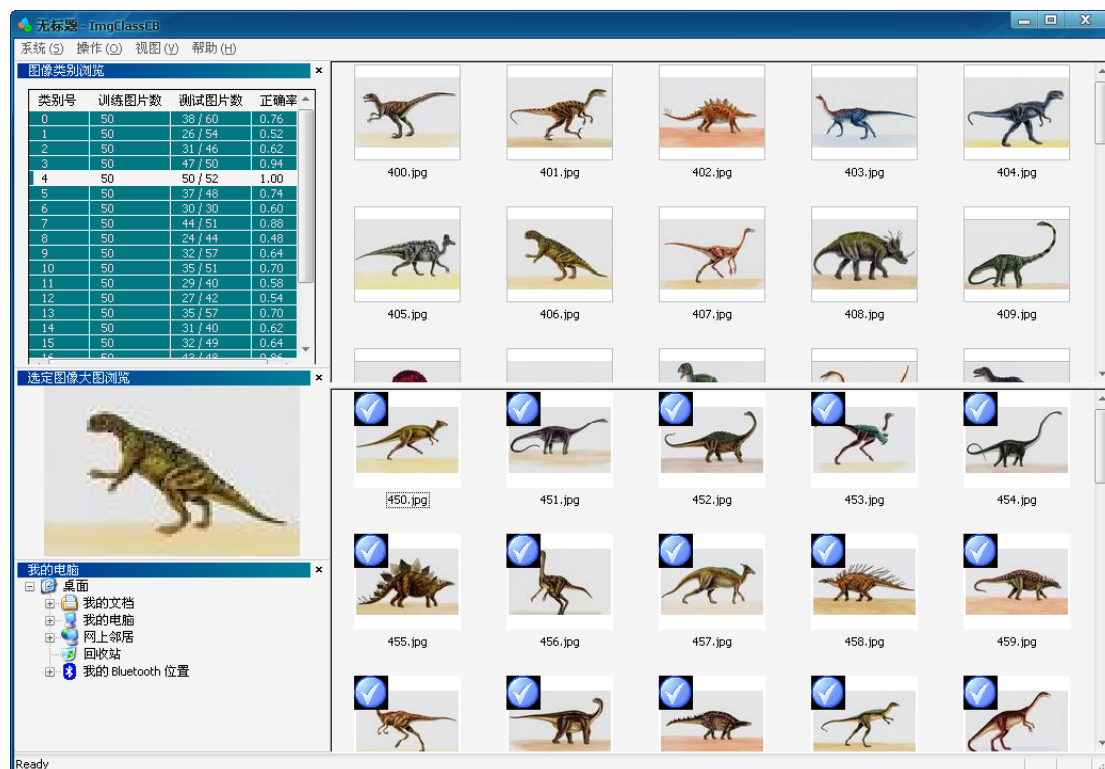 无标题 - ImgClassCB
系统(S) 操作(O) 视图(V) 帮助(H)
图像类别浏览
类别号 训练图片数 测试图片数 正确率
0 50 38 / 60 0.76
1 50 26 / 54 0.52
2 50 31 / 46 0.62
3 50 47 / 50 0.94
4 50 50 / 52 1.00
5 50 37 / 48 0.74
6 50 30 / 30 0.60
7 50 44 / 51 0.88
8 50 24 / 44 0.48
9 50 32 / 57 0.64
10 50 35 / 51 0.70
11 50 29 / 40 0.58
12 50 27 / 42 0.54
13 50 35 / 57 0.70
14 50 31 / 40 0.62
15 50 32 / 49 0.64
16 50 43 / 48 0.86
选定图像大图浏览
我的电脑
桌面
我的文档
我的电脑
网上邻居
回收站
我的 Bluetooth 位置
400.jpg 401.jpg 402.jpg 403.jpg 404.jpg
405.jpg 406.jpg 407.jpg 408.jpg 409.jpg
450.jpg 451.jpg 452.jpg 453.jpg 454.jpg
455.jpg 456.jpg 457.jpg 458.jpg 459.jpg
Ready